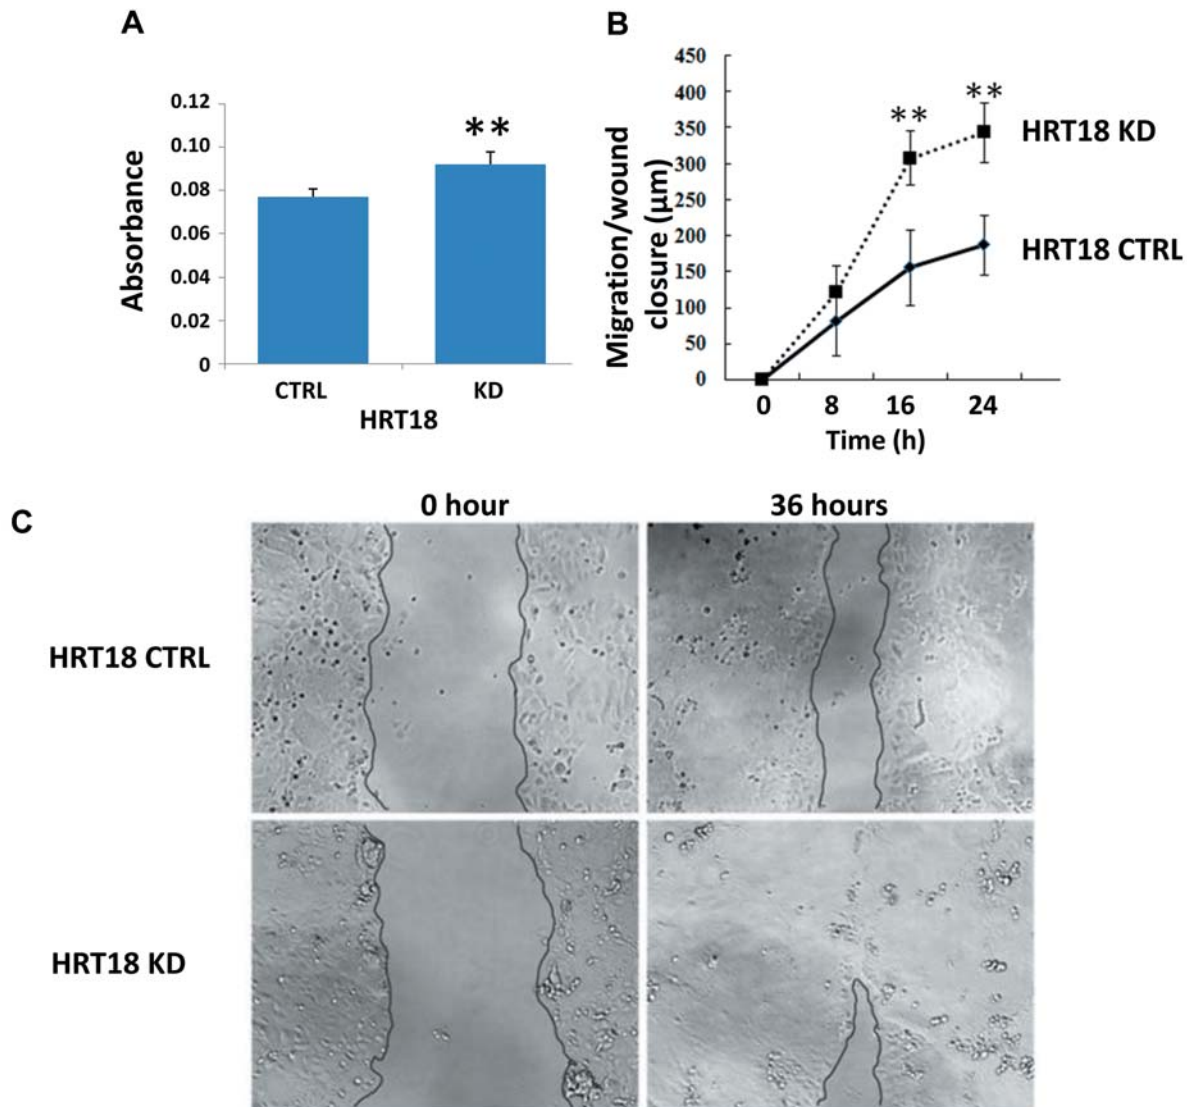 A
0.12
0.10
0.08
0.06
0.04
0.02
0
Absorbance
**
CTRL
KD
HRT18
B
450
400
350
300
250
200
150
100
50
0
Migration/wound
closure (μm)
**
**
HRT18 KD
HRT18 CTRL
0 8 16 24
Time (h)
C
0 hour
36 hours
HRT18 CTRL
HRT18 KD